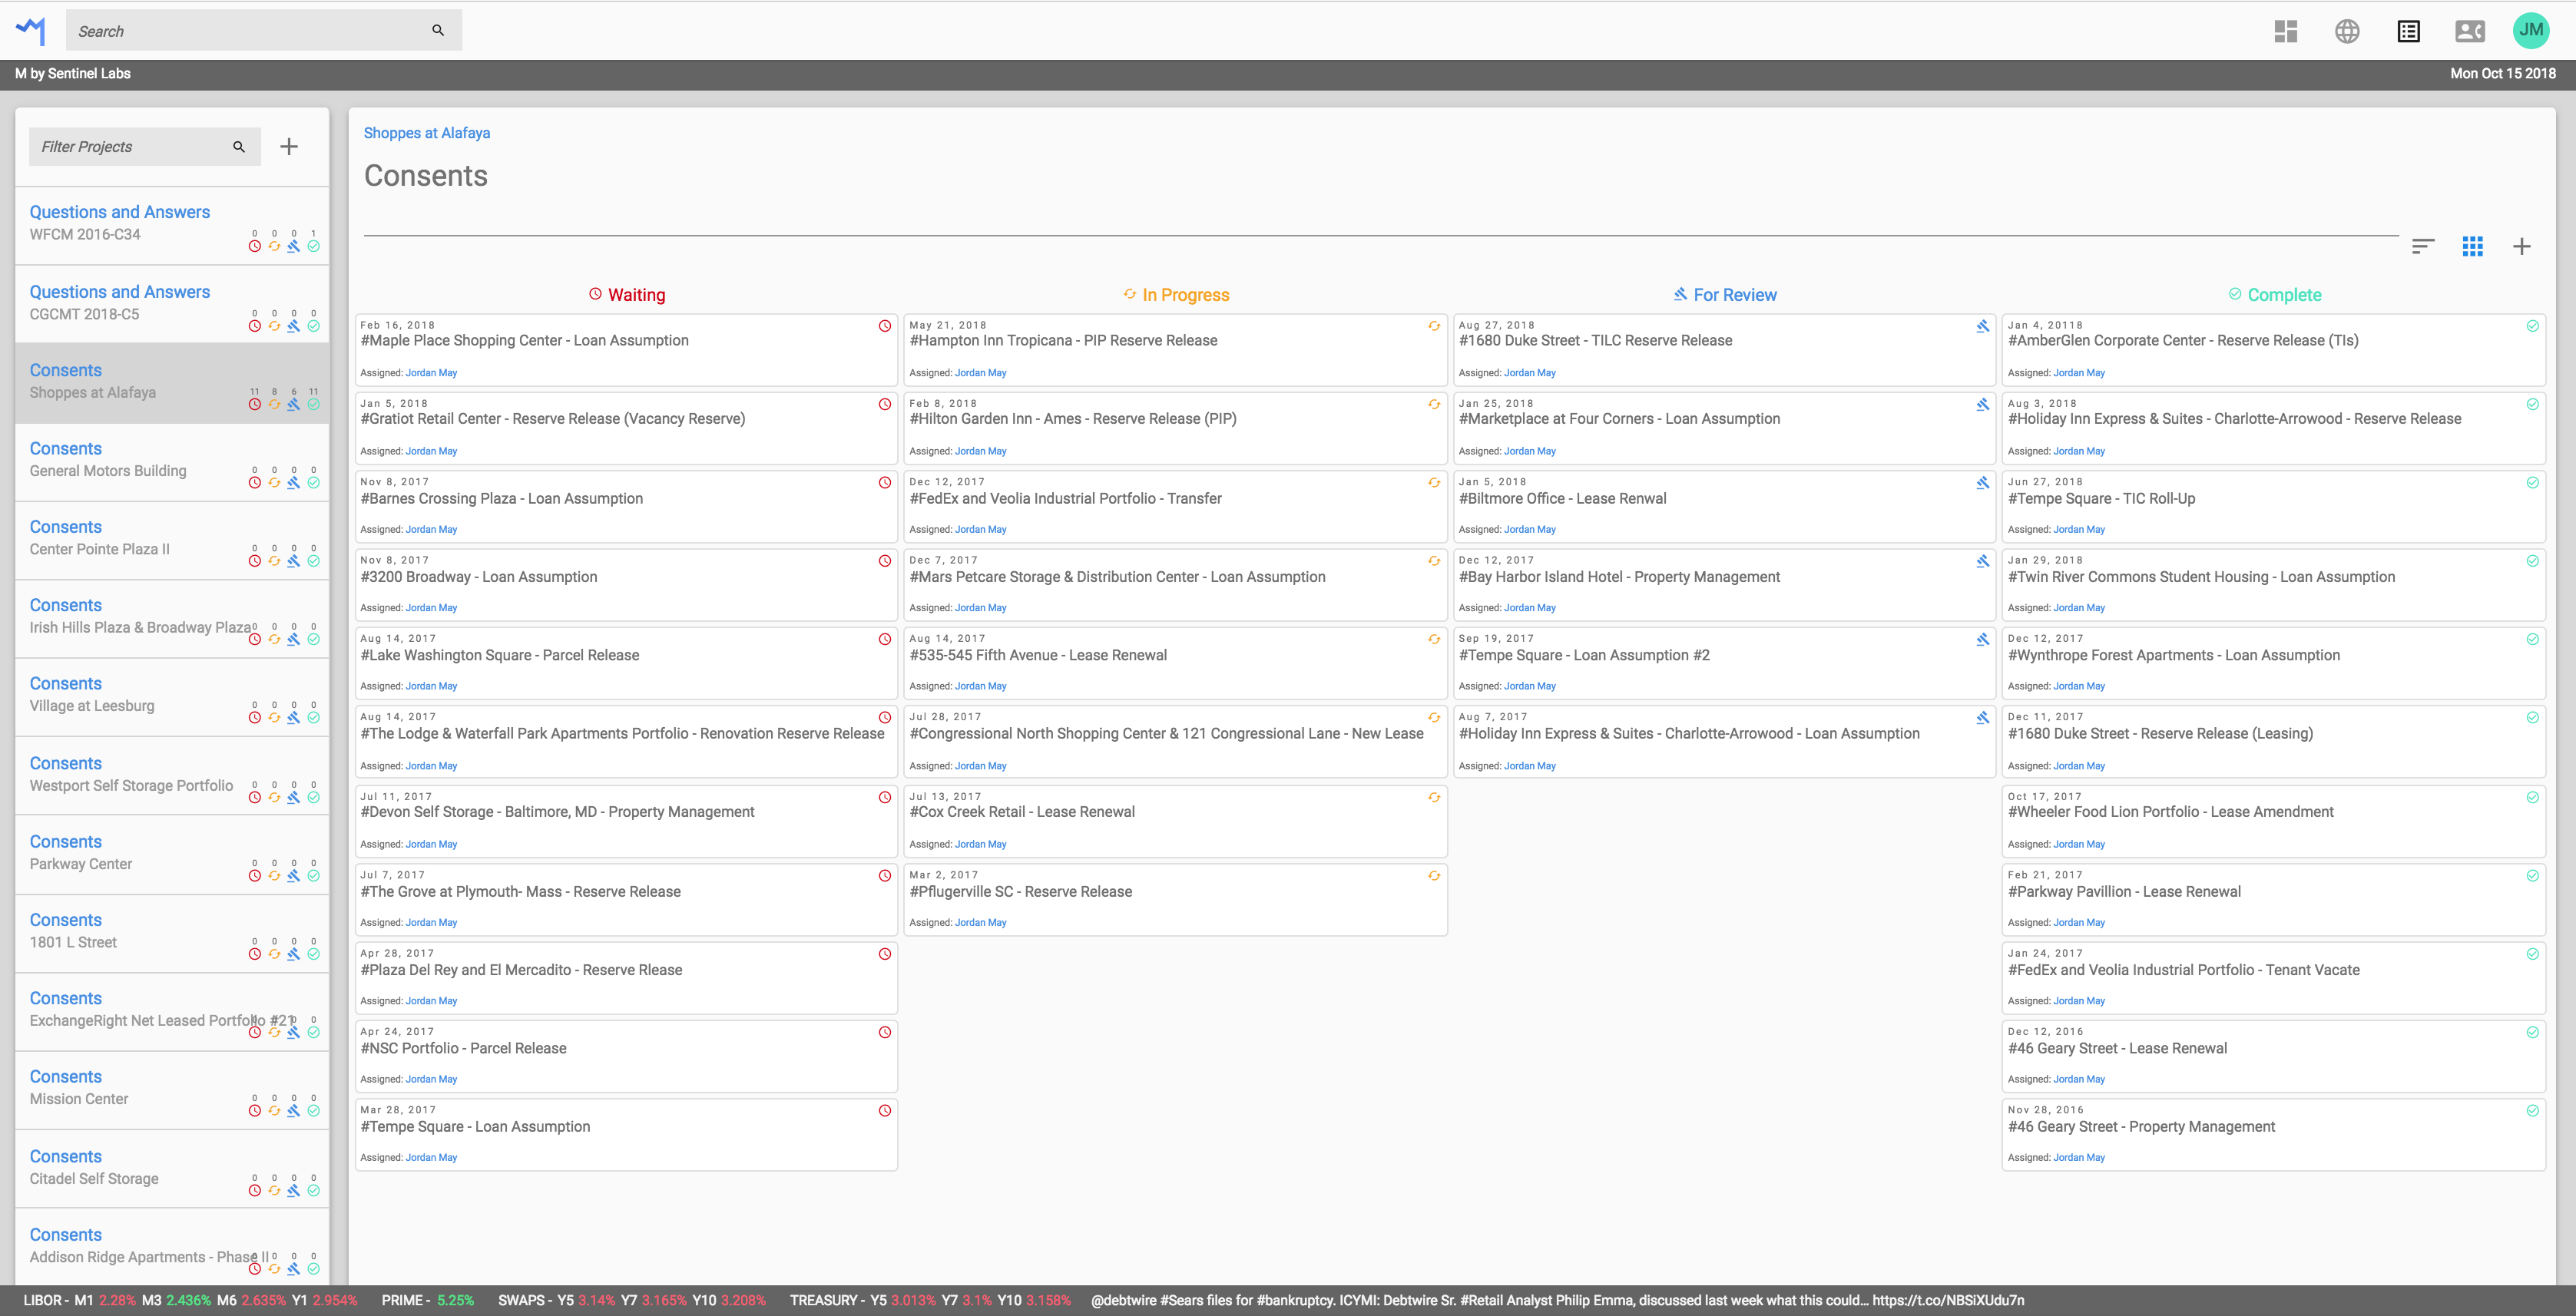 Search
JM
M by Sentinel Labs
Mon Oct 15 2018
Filter Projects
Questions and Answers
WFCM 2016-C34
0 0 0 1
Questions and Answers
CGCMT 2018-C5
0 0 0 0
Consents
Shoppes at Alafaya
11 8 6 11
Consents
General Motors Building
0 0 0 0
Consents
Center Pointe Plaza II
0 0 0 0
Consents
Irish Hills Plaza & Broadway Plaza
0 0 0 0
Consents
Village at Leesburg
0 0 0 0
Consents
Westport Self Storage Portfolio
0 0 0 0
Consents
Parkway Center
0 0 0 0
Consents
1801 L Street
0 0 0 0
Consents
ExchangeRight Net Leased Portfolio #21
0 0 0 0
Consents
Mission Center
0 0 0 0
Consents
Citadel Self Storage
0 0 0 0
Consents
Addison Ridge Apartments - Phase II
0 0 0 0
Shoppes at Alafaya
Consents
Waiting
Feb 16, 2018
#Maple Place Shopping Center - Loan Assumption
Assigned: Jordan May
Jan 5, 2018
#Gratiot Retail Center - Reserve Release (Vacancy Reserve)
Assigned: Jordan May
Nov 8, 2017
#Barnes Crossing Plaza - Loan Assumption
Assigned: Jordan May
Nov 8, 2017
#3200 Broadway - Loan Assumption
Assigned: Jordan May
Aug 14, 2017
#Lake Washington Square - Parcel Release
Assigned: Jordan May
Aug 14, 2017
#The Lodge & Waterfall Park Apartments Portfolio - Renovation Reserve Release
Assigned: Jordan May
Jul 11, 2017
#Devon Self Storage - Baltimore, MD - Property Management
Assigned: Jordan May
Jul 7, 2017
#The Grove at Plymouth- Mass - Reserve Release
Assigned: Jordan May
Apr 28, 2017
#Plaza Del Rey and El Mercadito - Reserve Rlease
Assigned: Jordan May
Apr 24, 2017
#NSC Portfolio - Parcel Release
Assigned: Jordan May
Mar 28, 2017
#Tempe Square - Loan Assumption
Assigned: Jordan May
In Progress
May 21, 2018
#Hampton Inn Tropicana - PIP Reserve Release
Assigned: Jordan May
Feb 8, 2018
#Hilton Garden Inn - Ames - Reserve Release (PIP)
Assigned: Jordan May
Dec 12, 2017
#FedEx and Veolia Industrial Portfolio - Transfer
Assigned: Jordan May
Dec 7, 2017
#Mars Petcare Storage & Distribution Center - Loan Assumption
Assigned: Jordan May
Aug 14, 2017
#535-545 Fifth Avenue - Lease Renewal
Assigned: Jordan May
Jul 28, 2017
#Congressional North Shopping Center & 121 Congressional Lane - New Lease
Assigned: Jordan May
Jul 13, 2017
#Cox Creek Retail - Lease Renewal
Assigned: Jordan May
Mar 2, 2017
#Pflugerville SC - Reserve Release
Assigned: Jordan May
For Review
Aug 27, 2018
#1680 Duke Street - TILC Reserve Release
Assigned: Jordan May
Jan 25, 2018
#Marketplace at Four Corners - Loan Assumption
Assigned: Jordan May
Jan 5, 2018
#Biltmore Office - Lease Renwal
Assigned: Jordan May
Dec 12, 2017
#Bay Harbor Island Hotel - Property Management
Assigned: Jordan May
Sep 19, 2017
#Tempe Square - Loan Assumption #2
Assigned: Jordan May
Aug 7, 2017
#Holiday Inn Express & Suites - Charlotte-Arrowood - Loan Assumption
Assigned: Jordan May
Complete
Jan 4, 20118
#AmberGlen Corporate Center - Reserve Release (TIs)
Assigned: Jordan May
Aug 3, 2018
#Holiday Inn Express & Suites - Charlotte-Arrowood - Reserve Release
Assigned: Jordan May
Jun 27, 2018
#Tempe Square - TIC Roll-Up
Assigned: Jordan May
Jan 29, 2018
#Twin River Commons Student Housing - Loan Assumption
Assigned: Jordan May
Dec 12, 2017
#Wynthrope Forest Apartments - Loan Assumption
Assigned: Jordan May
Dec 11, 2017
#1680 Duke Street - Reserve Release (Leasing)
Assigned: Jordan May
Oct 17, 2017
#Wheeler Food Lion Portfolio - Lease Amendment
Assigned: Jordan May
Feb 21, 2017
#Parkway Pavillion - Lease Renewal
Assigned: Jordan May
Jan 24, 2017
#FedEx and Veolia Industrial Portfolio - Tenant Vacate
Assigned: Jordan May
Dec 12, 2016
#46 Geary Street - Lease Renewal
Assigned: Jordan May
Nov 28, 2016
#46 Geary Street - Property Management
Assigned: Jordan May
LIBOR - M1 2.28% M3 2.436% M6 2.635% Y1 2.954% PRIME - 5.25% SWAPS - Y5 3.14% Y7 3.165% Y10 3.208% TREASURY - Y5 3.013% Y7 3.1% Y10 3.158% @debtwire #Sears files for #bankruptcy. ICYMI: Debtwire Sr. #Retail Analyst Philip Emma, discussed last week what this could… https://t.co/NBSiXUdu7n